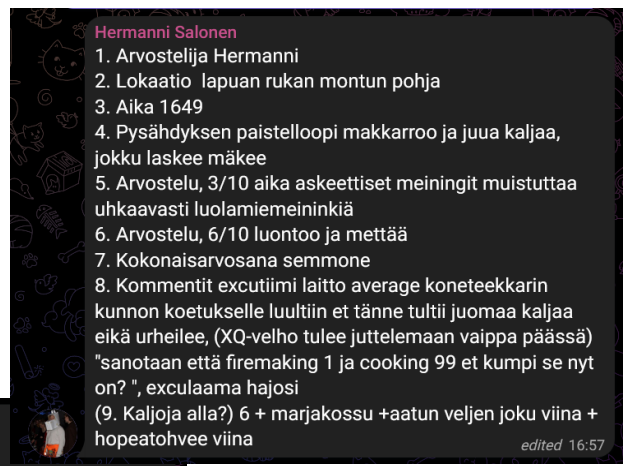 Hermanni Salonen
1. Arvostelija Hermanni
2. Lokaatio  lapuan rukan montun pohja
3. Aika 1649
4. Pysähdyksen paistelloopi makkarroo ja juua kaljaa,
jokku laskee mäkee
5. Arvostelu, 3/10 aika askeettiset meiningit muistuttaa
uhkaavasti luolamiemeininkiä
6. Arvostelu, 6/10 luontoo ja mettää
7. Kokonaisarvosana semmone
8. Kommentit excutiimi laitto average koneteekkarin
kunnon koetukselle luultiin et tänne tultii juomaa kaljaa
eikä urheilee, (XQ-velho tulee juttelemaan vaippa päässä)
"sanotaan että firemaking 1 ja cooking 99 et kumpi se nyt
on? ", exculaama hajosi
(9. Kaljoja alla?) 6 + marjakossu +aatun veljen joku viina +
hopeatohvee viina
edited 16:57